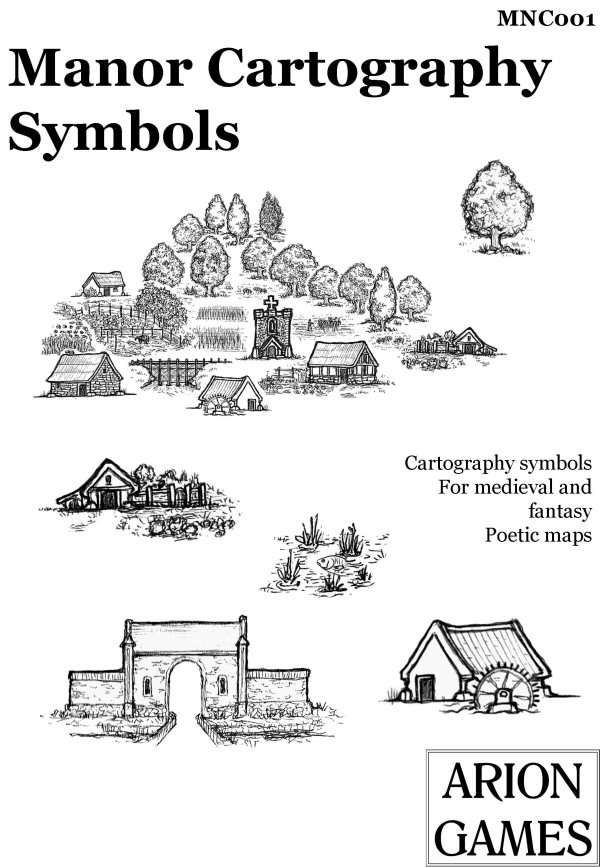 MNC001
Manor Cartography
Symbols
Cartography symbols
For medieval and
fantasy
Poetic maps
ARION
GAMES